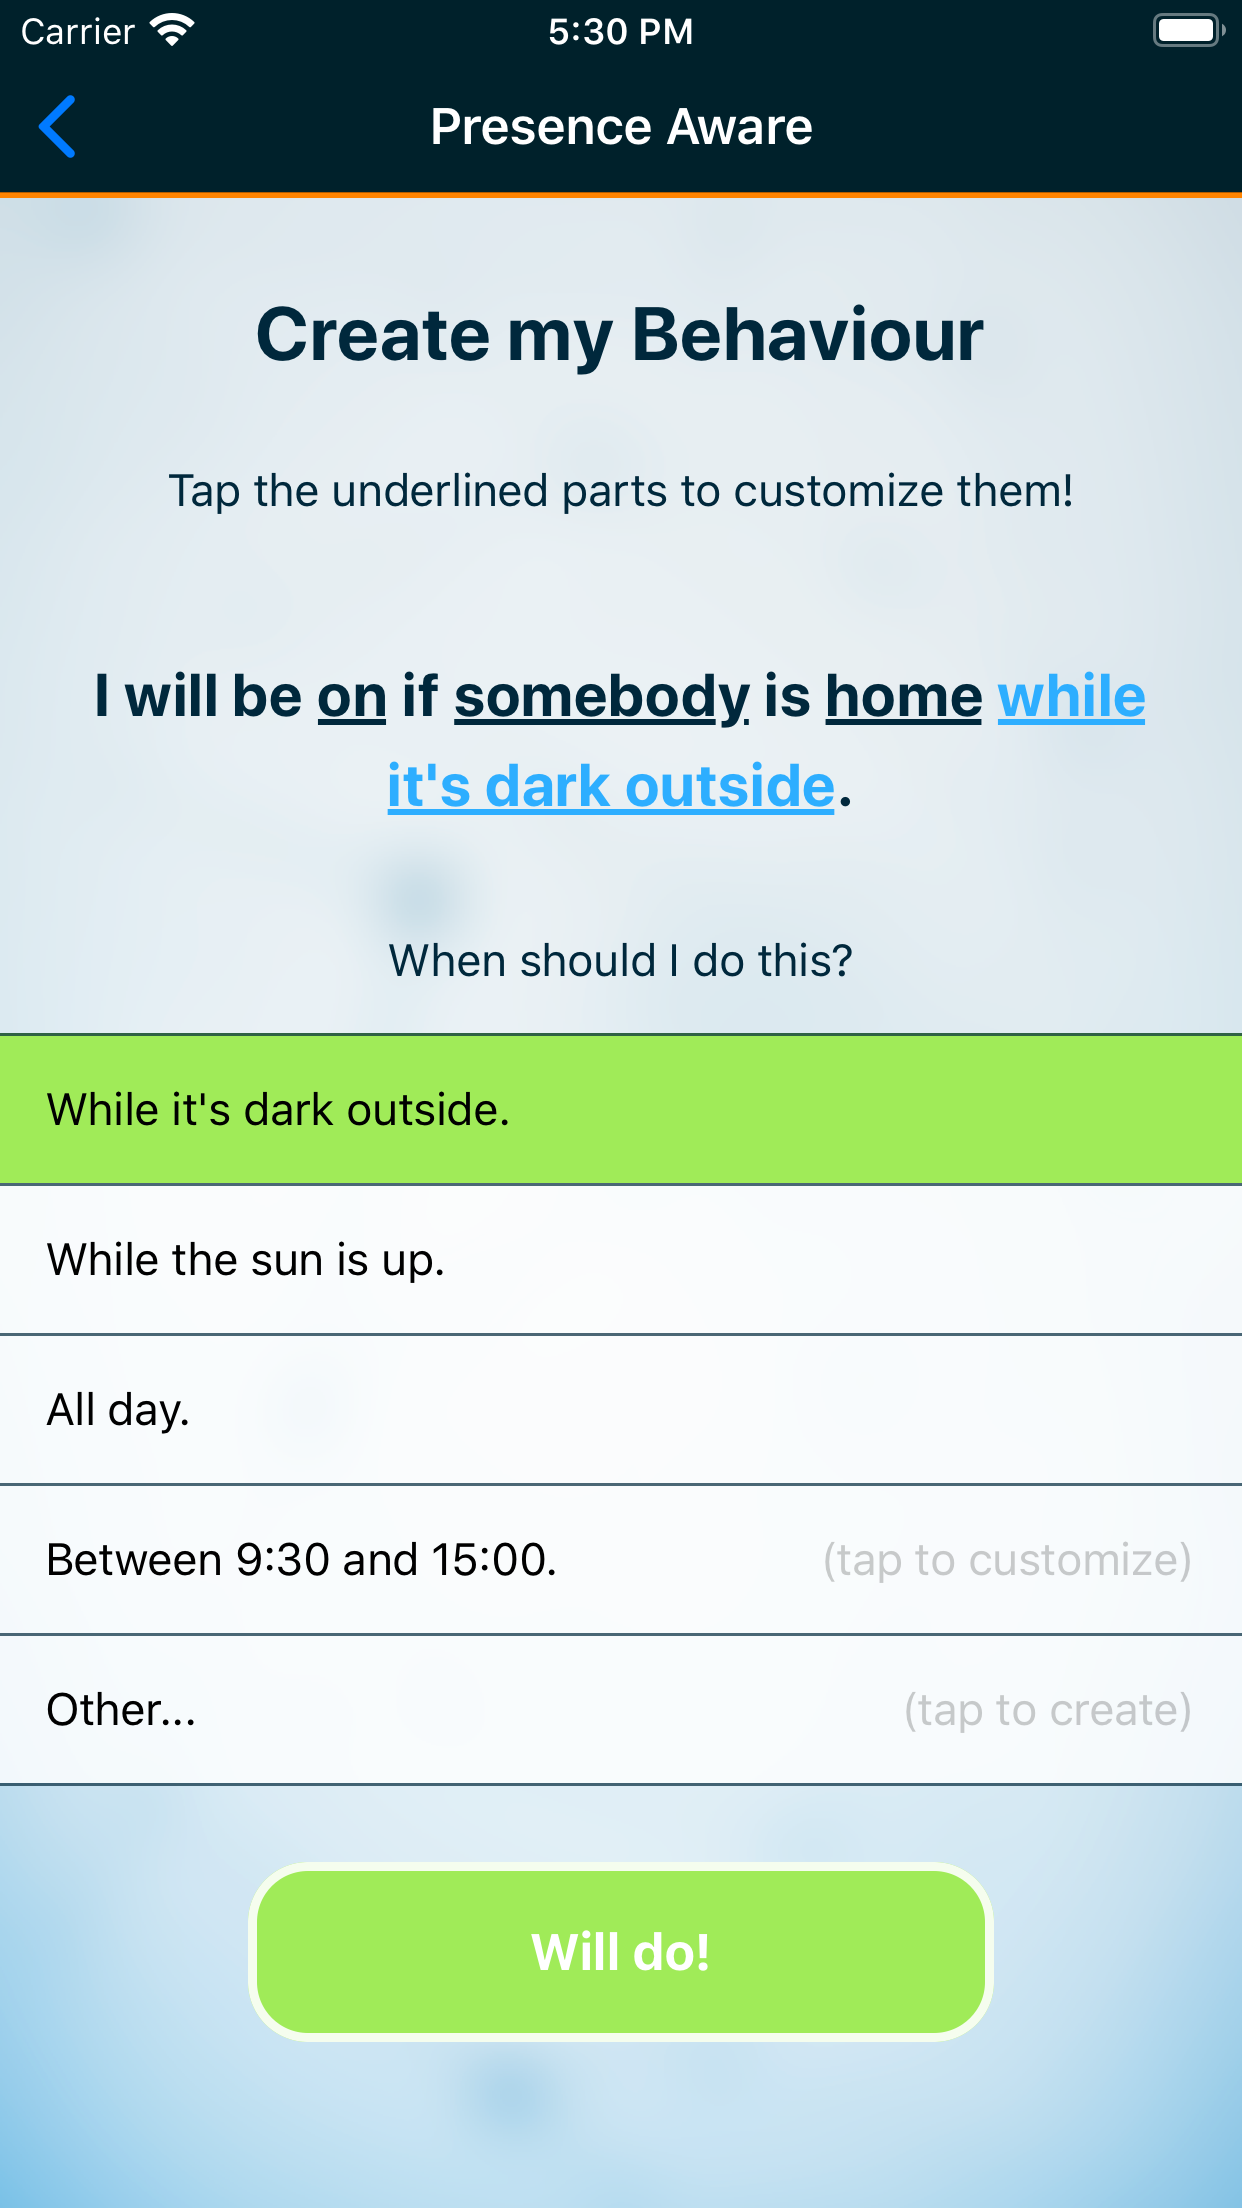 Carrier 5:30 PM
Presence Aware
Create my Behaviour
Tap the underlined parts to customize them!
I will be on if somebody is home while
it's dark outside.
When should I do this?
While it's dark outside.
While the sun is up.
All day.
Between 9:30 and 15:00. (tap to customize)
Other... (tap to create)
Will do!